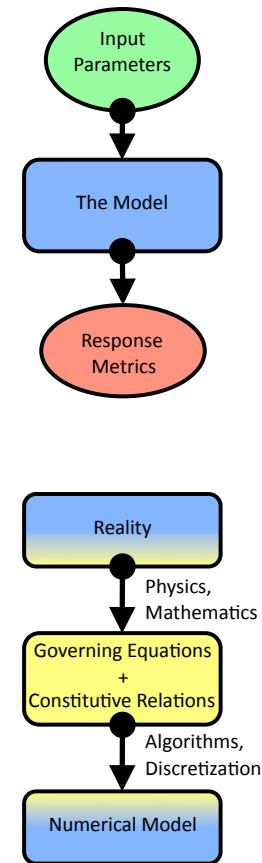 Input
Parameters
The Model
Response
Metrics
Reality
Physics,
Mathematics
Governing Equations
+
Constitutive Relations
Algorithms,
Discretization
Numerical Model